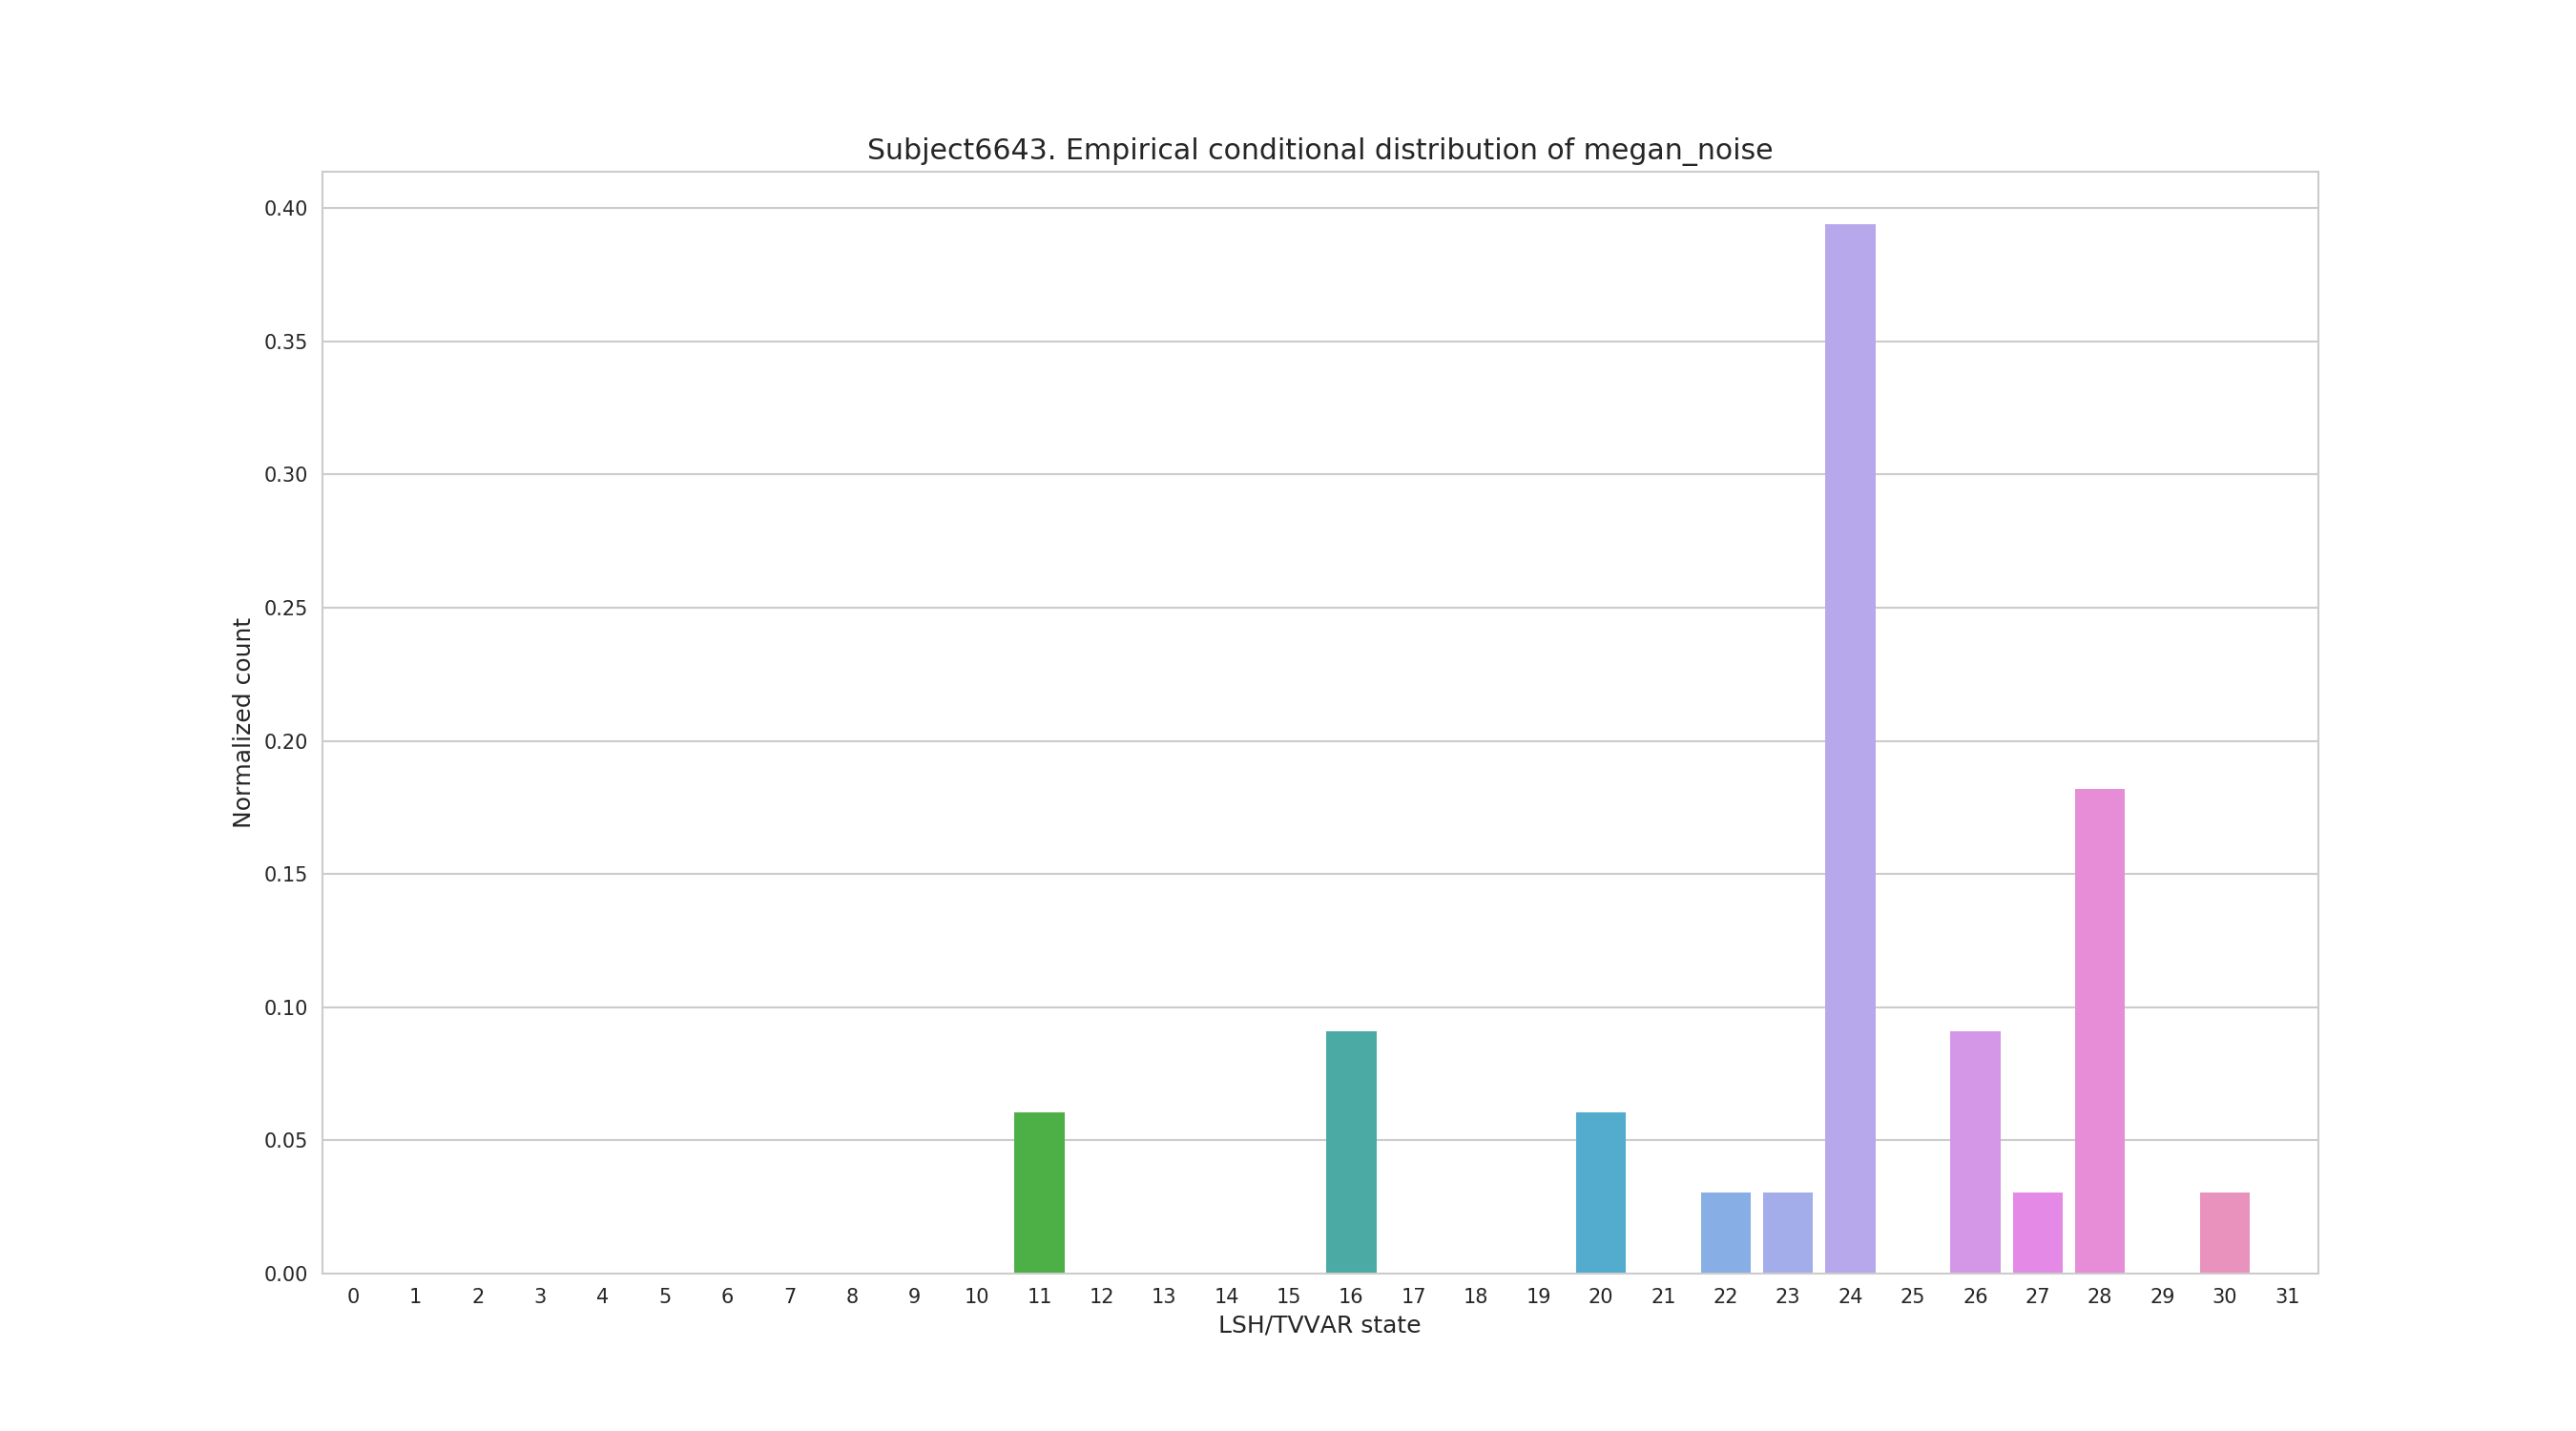 Subject6643. Empirical conditional distribution of megan_noise
0.40
0.35
0.30
0.25
0.20
0.15
0.10
0.05
0.00
Normalized count
0 1 2 3 4 5 6 7 8 9 10 11 12 13 14 15 16 17 18 19 20 21 22 23 24 25 26 27 28 29 30 31
LSH/TVVAR state